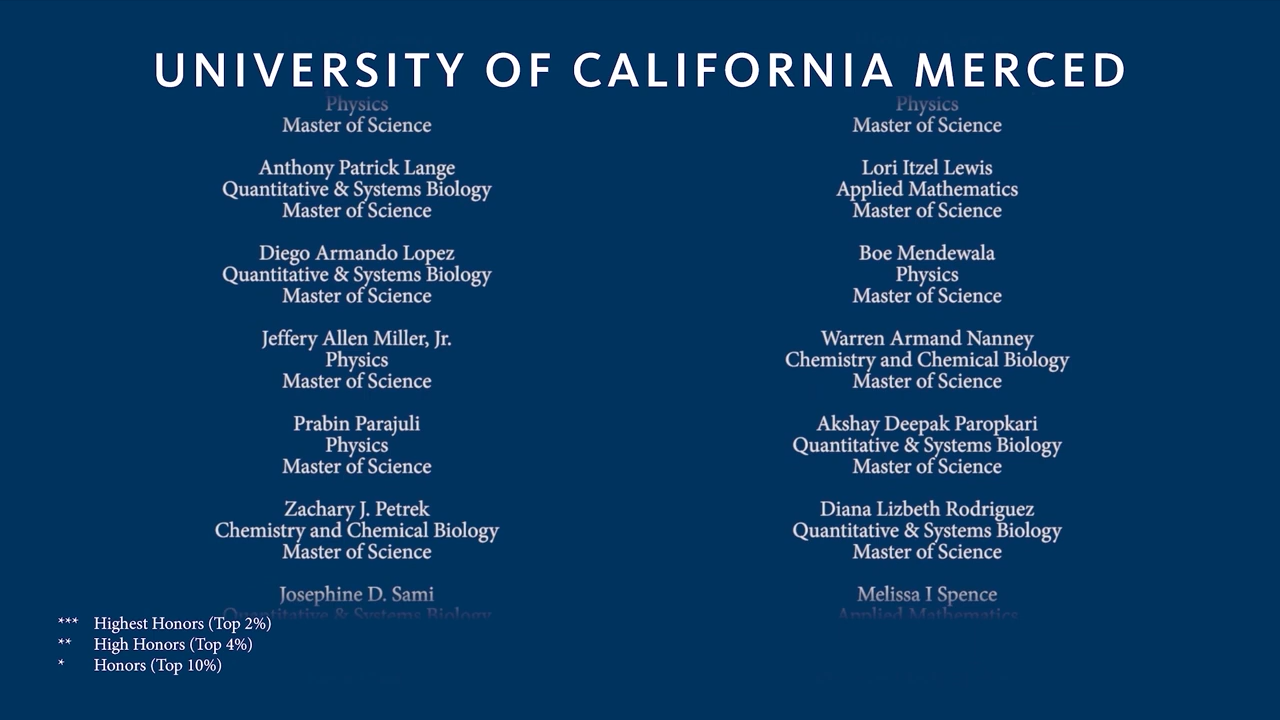 UNIVERSITY OF CALIFORNIA MERCED
Physics
Master of Science
Anthony Patrick Lange
Quantitative & Systems Biology
Master of Science
Diego Armando Lopez
Quantitative & Systems Biology
Master of Science
Jeffery Allen Miller, Jr.
Physics
Master of Science
Prabin Parajuli
Physics
Master of Science
Zachary J. Petrek
Chemistry and Chemical Biology
Master of Science
Josephine D. Sami
Quantitative & Systems Biology
Physics
Master of Science
Lori Itzel Lewis
Applied Mathematics
Master of Science
Boe Mendewala
Physics
Master of Science
Warren Armand Nanney
Chemistry and Chemical Biology
Master of Science
Akshay Deepak Paropkari
Quantitative & Systems Biology
Master of Science
Diana Lizbeth Rodriguez
Quantitative & Systems Biology
Master of Science
Melissa I Spence
Applied Mathematics
*** Highest Honors (Top 2%)
** High Honors (Top 4%)
* Honors (Top 10%)